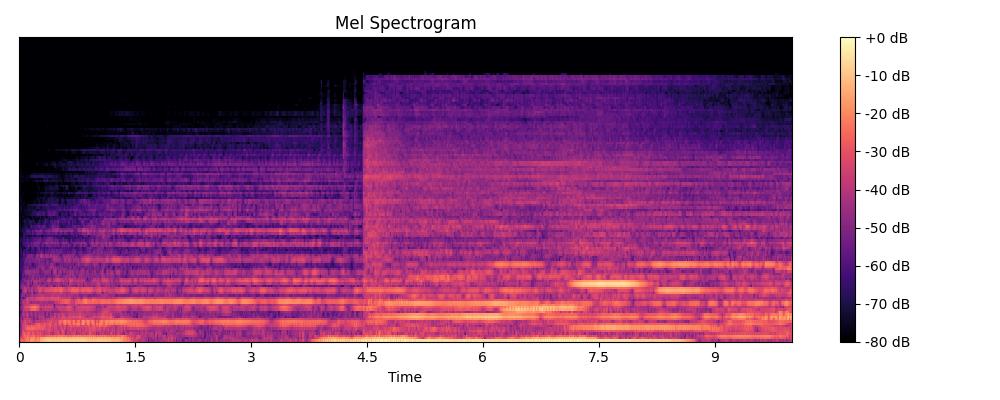 Mel Spectrogram
+0 dB
-10 dB
-20 dB
-30 dB
-40 dB
-50 dB
-60 dB
-70 dB
-80 dB
0 1.5 3 4.5 6 7.5 9
Time